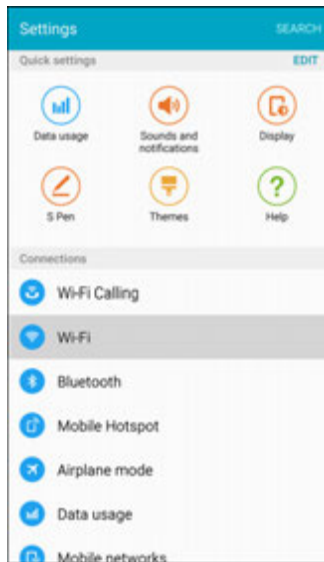 Settings SEARCH
Quick settings EDIT
Data usage Sounds and notifications Display
S Pen Themes Help
Connections
Wi-Fi Calling
Wi-Fi
Bluetooth
Mobile Hotspot
Airplane mode
Data usage
Mobile networks